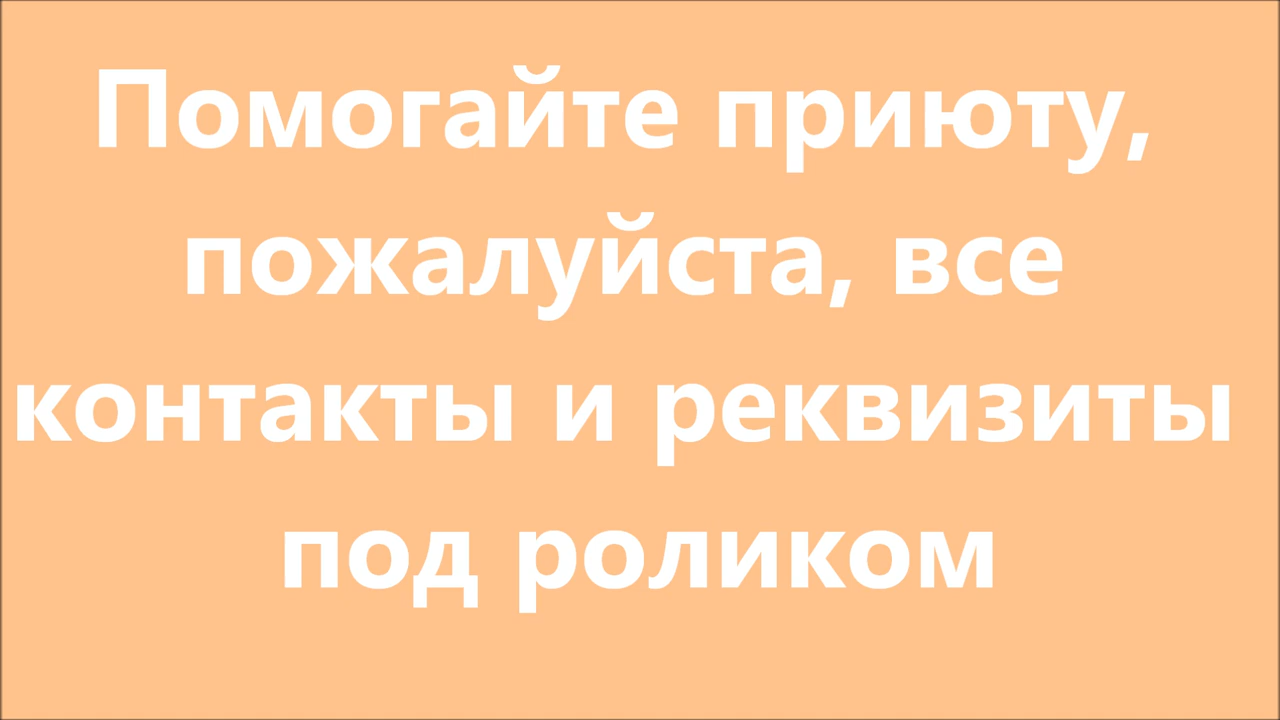 Помогайте приюту,
пожалуйста, все
контакты и реквизиты
под роликом